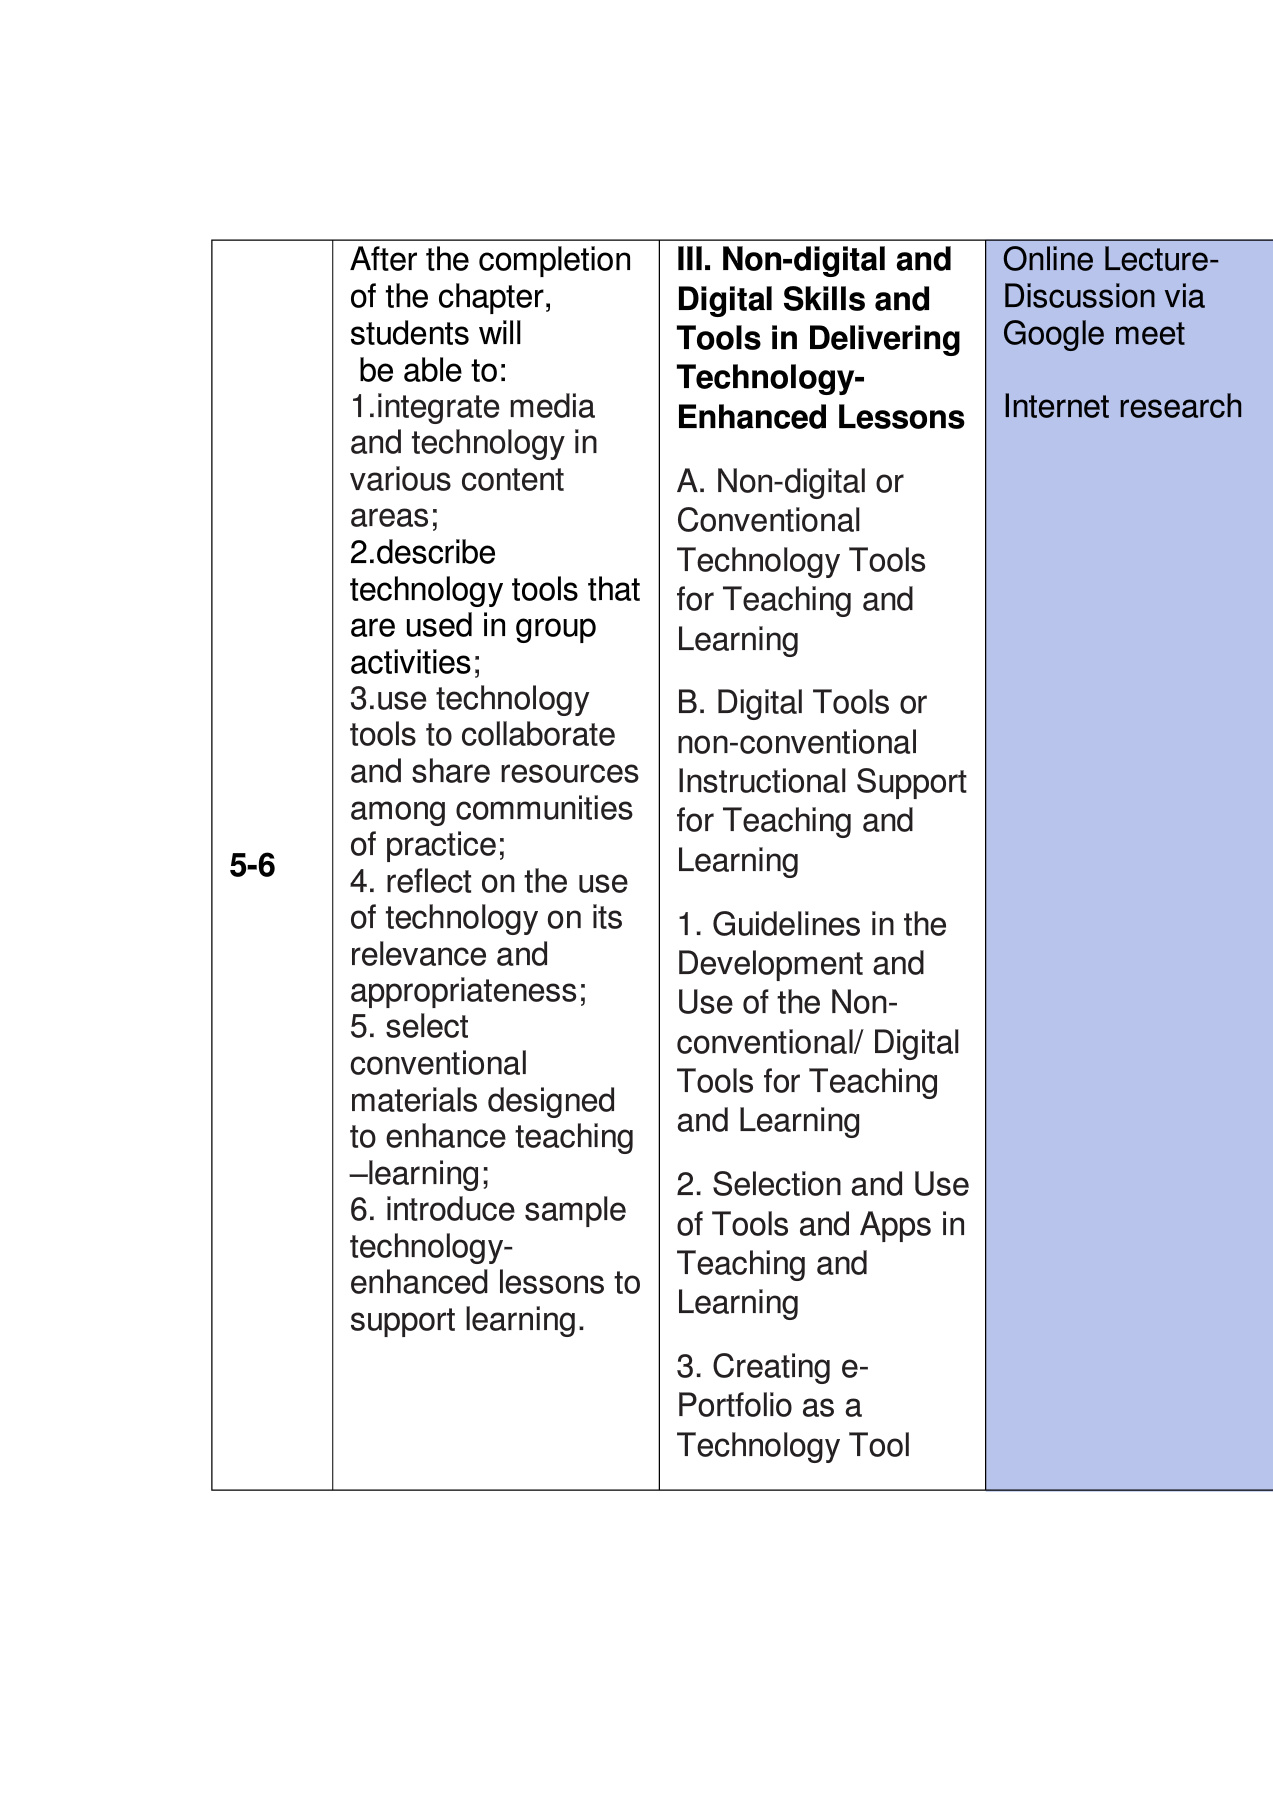 5-6
After the completion
of the chapter,
students will
be able to:
1.integrate media
and technology in
various content
areas;
2.describe
technology tools that
are used in group
activities;
3.use technology
tools to collaborate
and share resources
among communities
of practice;
4. reflect on the use
of technology on its
relevance and
appropriateness;
5. select
conventional
materials designed
to enhance teaching
–learning;
6. introduce sample
technology-
enhanced lessons to
support learning.
III. Non-digital and
Digital Skills and
Tools in Delivering
Technology-
Enhanced Lessons
A. Non-digital or
Conventional
Technology Tools
for Teaching and
Learning
B. Digital Tools or
non-conventional
Instructional Support
for Teaching and
Learning
1. Guidelines in the
Development and
Use of the Non-
conventional/ Digital
Tools for Teaching
and Learning
2. Selection and Use
of Tools and Apps in
Teaching and
Learning
3. Creating e-
Portfolio as a
Technology Tool
Online Lecture-
Discussion via
Google meet
Internet research